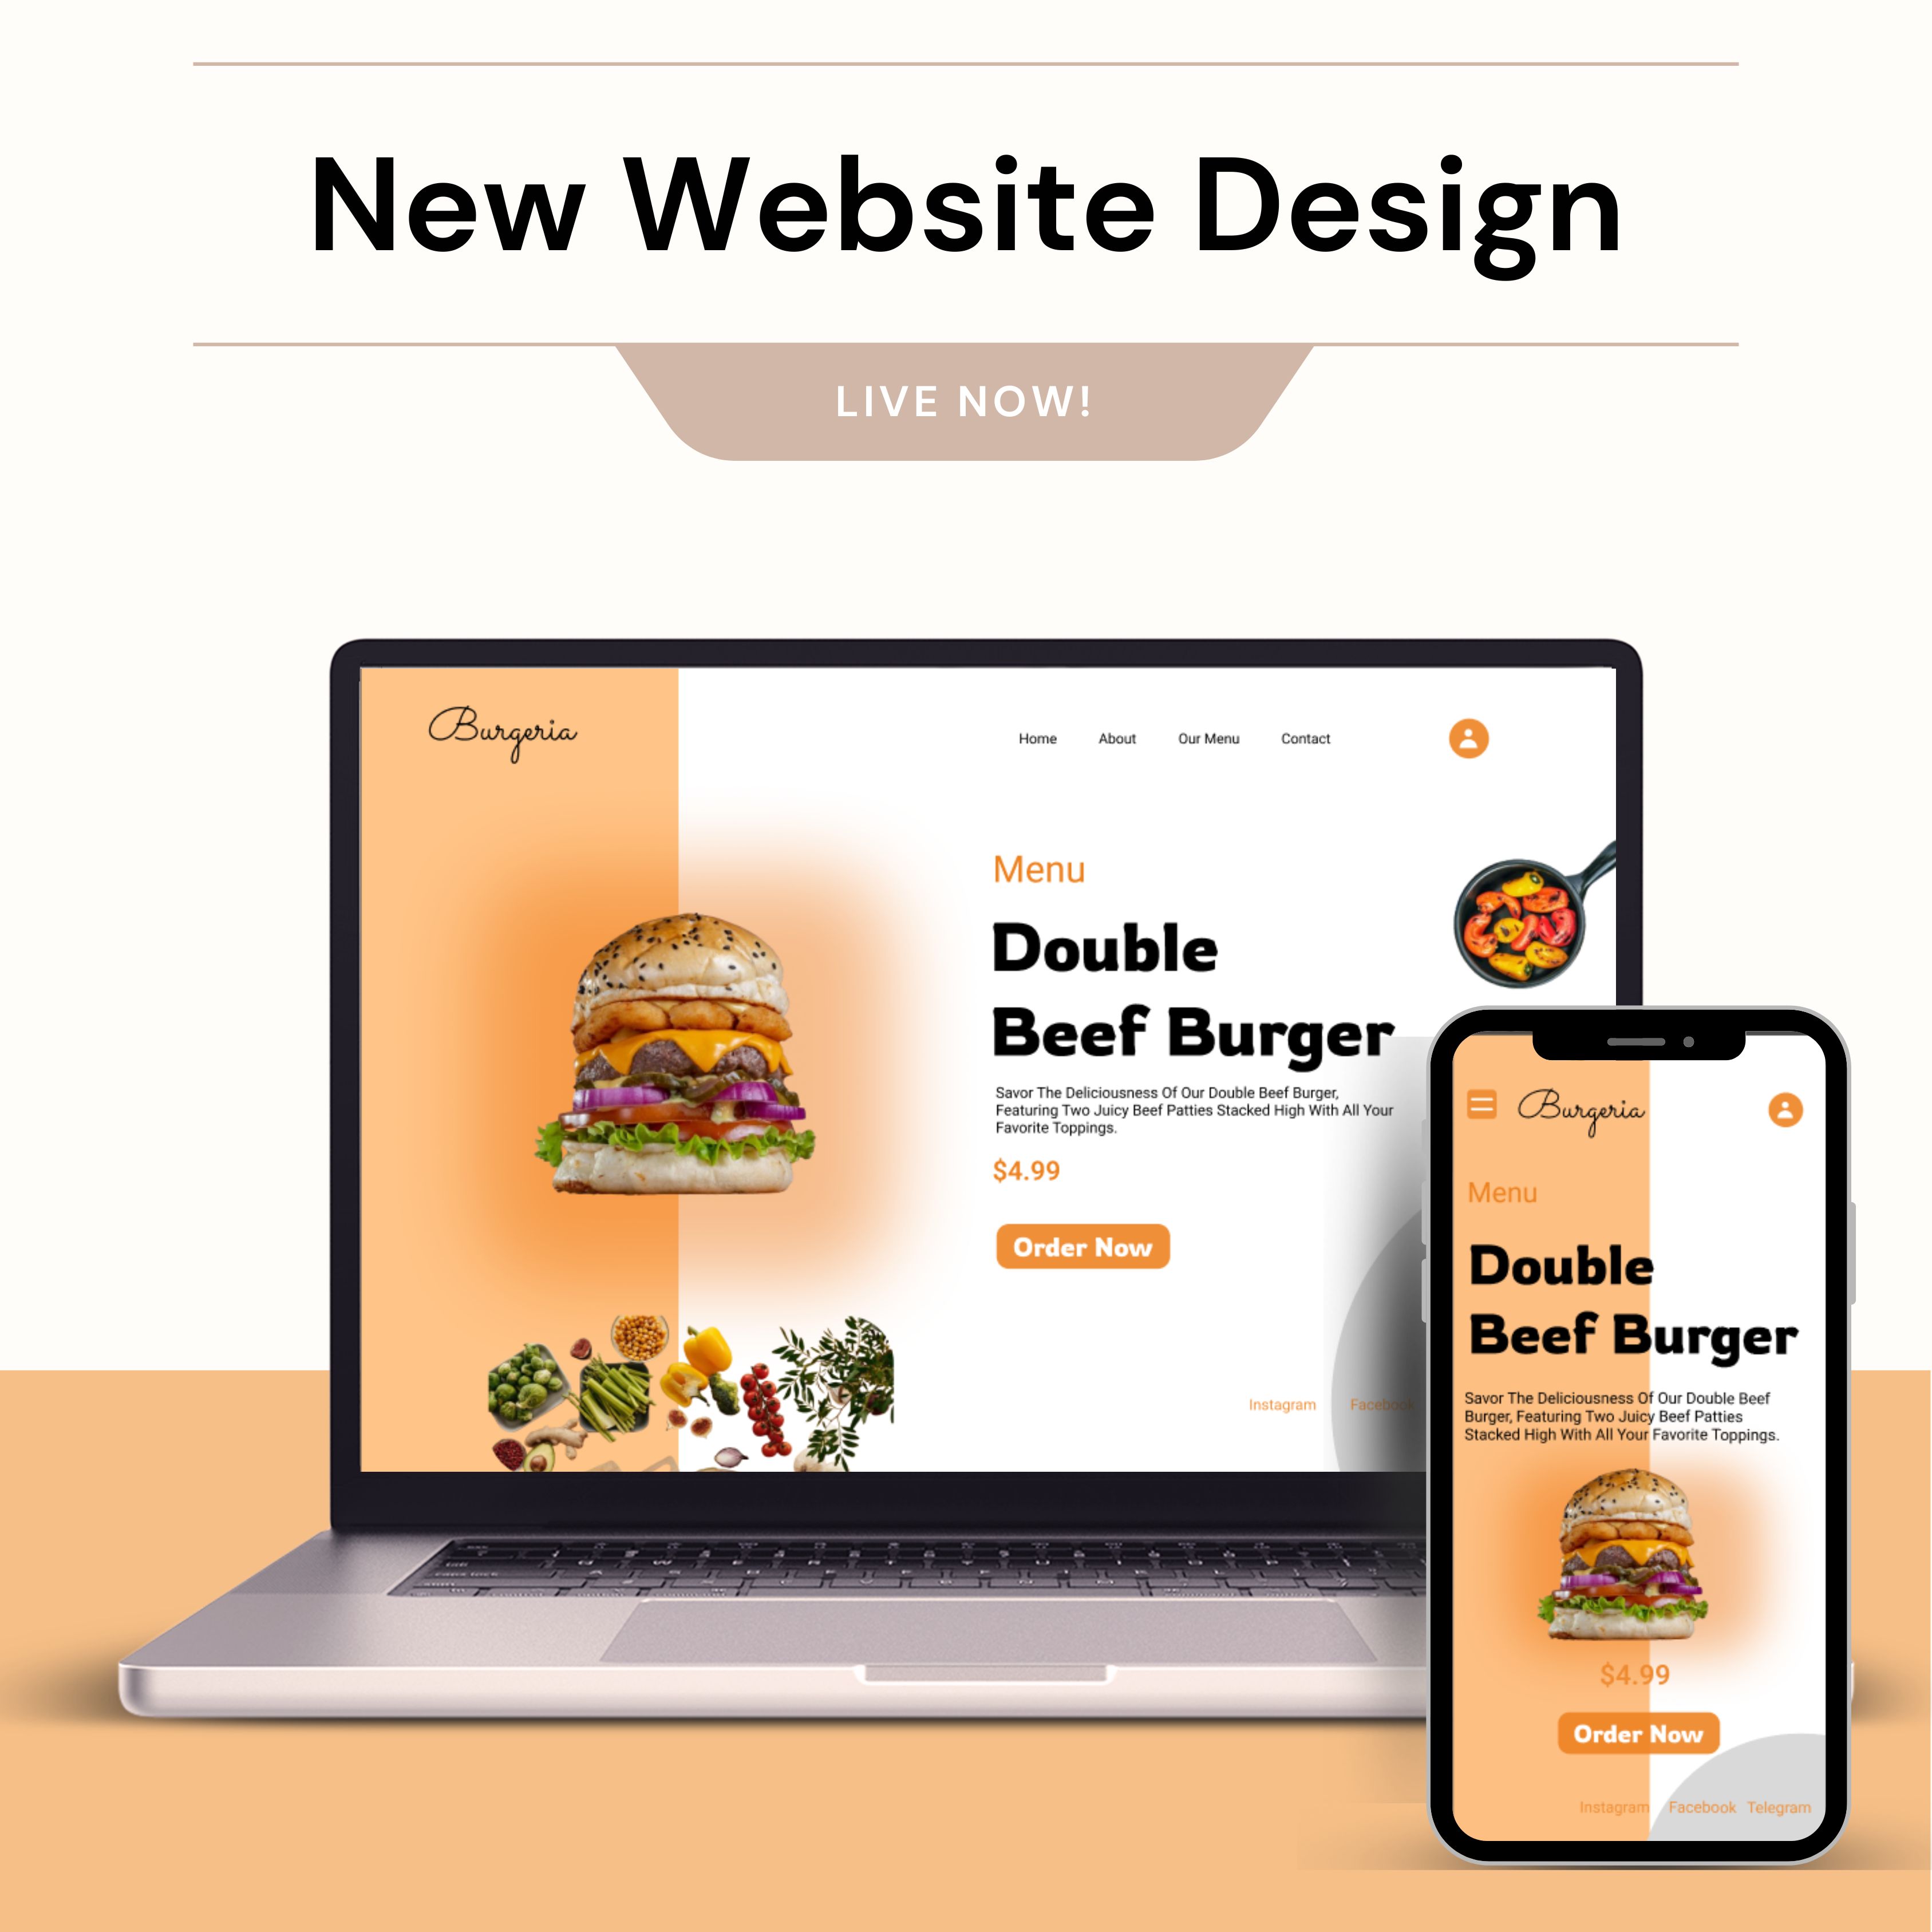 New Website Design
LIVE NOW!
Burgeria
Home About Our Menu Contact
Menu
Double
Beef Burger
Savor The Deliciousness Of Our Double Beef Burger,
Featuring Two Juicy Beef Patties Stacked High With All Your
Favorite Toppings.
$4.99
Order Now
Instagram Facebook
Burgeria
Menu
Double
Beef Burger
Savor The Deliciousness Of Our Double Beef
Burger, Featuring Two Juicy Beef Patties
Stacked High With All Your Favorite Toppings.
$4.99
Order Now
Instagram Facebook Telegram